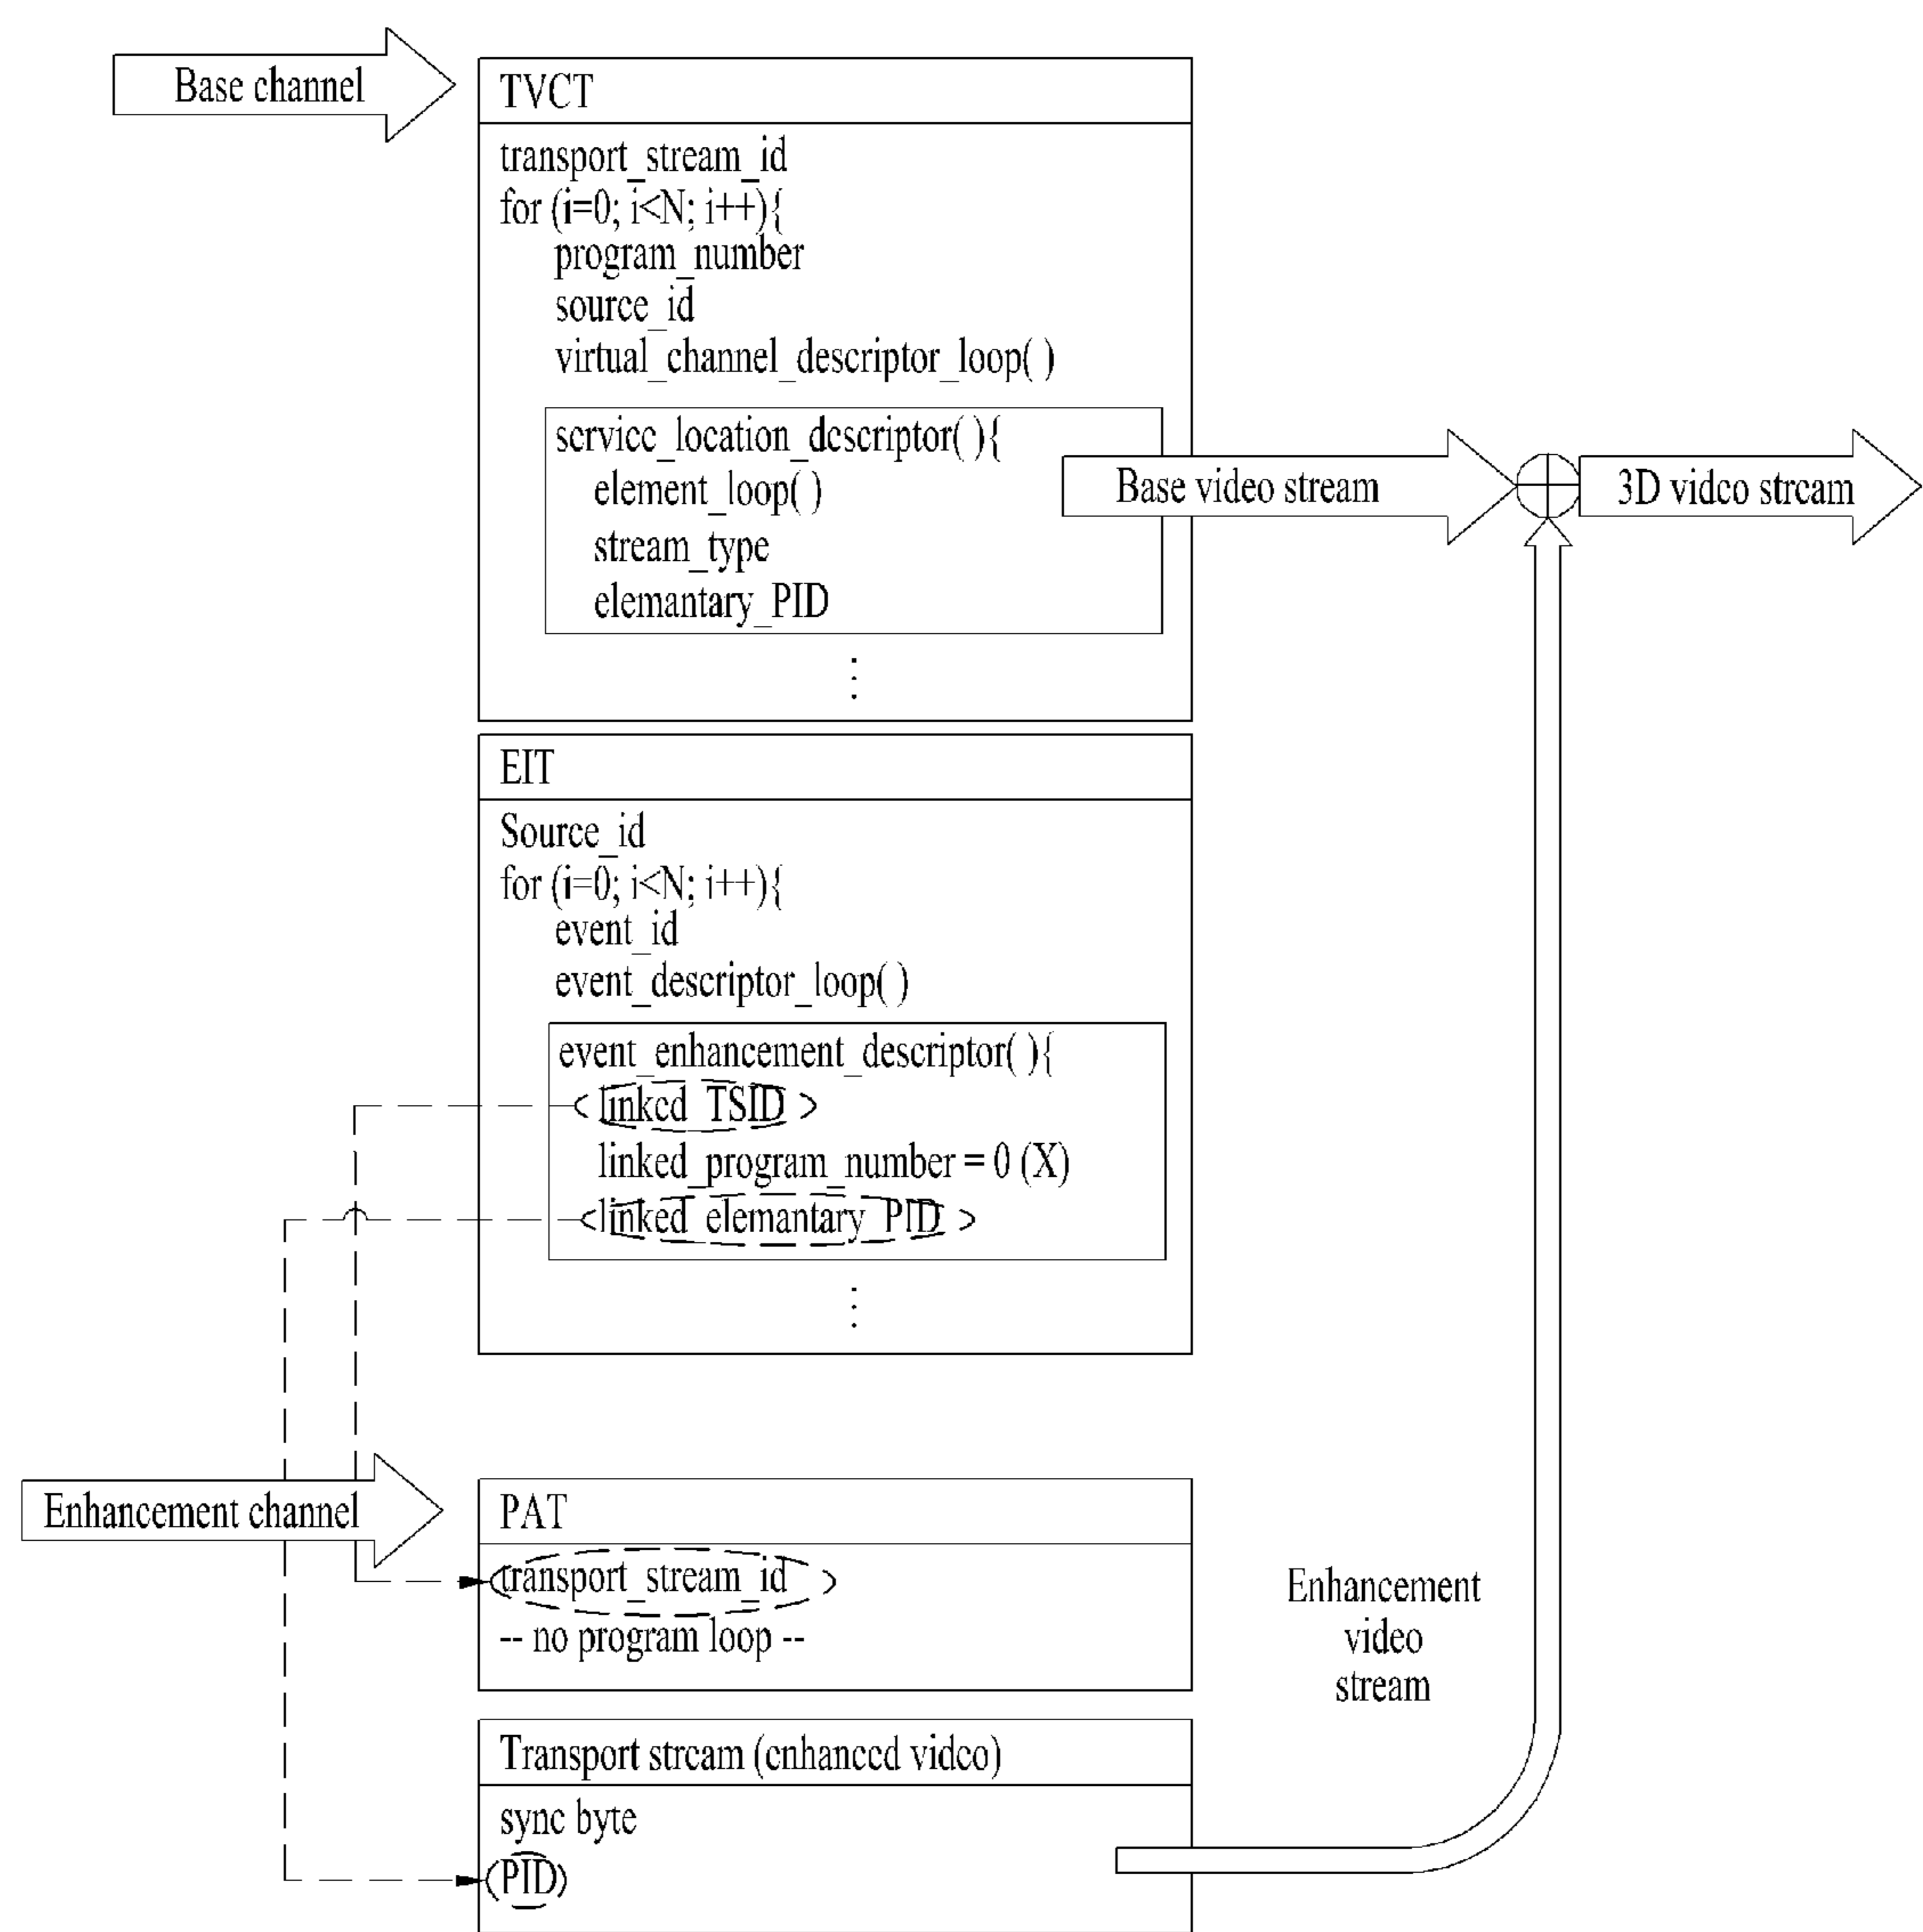 Base channel
TVCT
transport_stream_id
for (i=0; i<N; i++){
program_number
source_id
virtual_channel_descriptor_loop( )
service_location_descriptor( ){
element_loop( )
stream_type
elemantary_PID
Base video stream
3D video stream
EIT
Source_id
for (i=0; i<N; i++){
event_id
event_descriptor_loop( )
event_enhancement_descriptor( ){
linked_TSID
linked_program_number = 0 (X)
linked_elemantary_PID
Enhancement channel
PAT
transport_stream_id
-- no program loop --
Enhancement
video
stream
Transport stream (enhanced video)
sync byte
PID